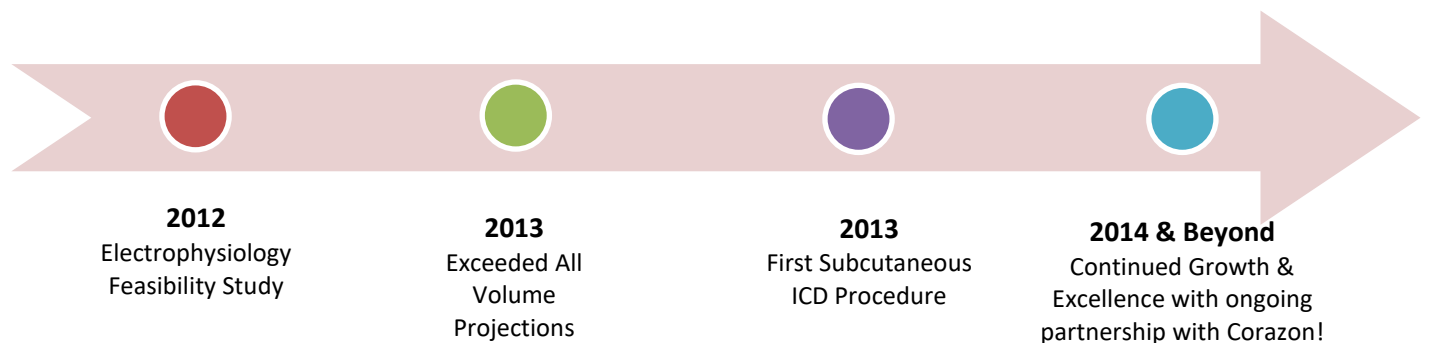 2012
Electrophysiology
Feasibility Study
2013
Exceeded All
Volume
Projections
2013
First Subcutaneous
ICD Procedure
2014 & Beyond
Continued Growth &
Excellence with ongoing
partnership with Corazon!